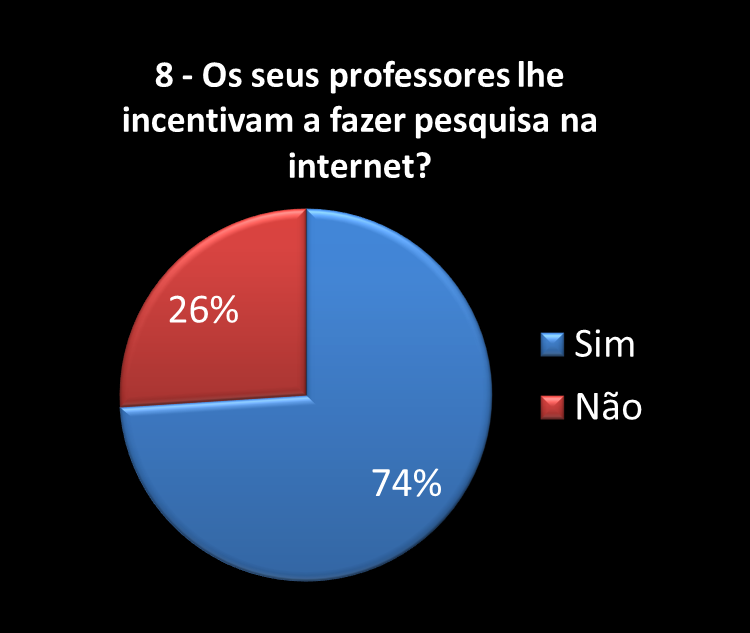 8 - Os seus professores lhe
incentivam a fazer pesquisa na
internet?
26%
Sim
Não
74%